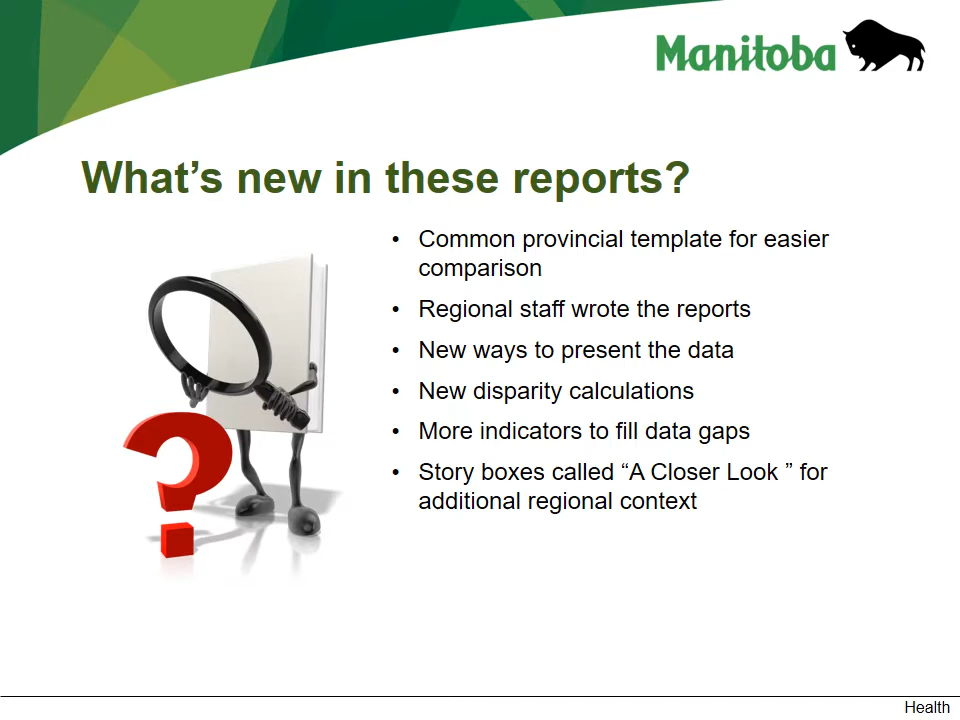 Manitoba
What’s new in these reports?
• Common provincial template for easier
comparison
• Regional staff wrote the reports
• New ways to present the data
• New disparity calculations
• More indicators to fill data gaps
• Story boxes called “A Closer Look ” for
additional regional context
?
Health